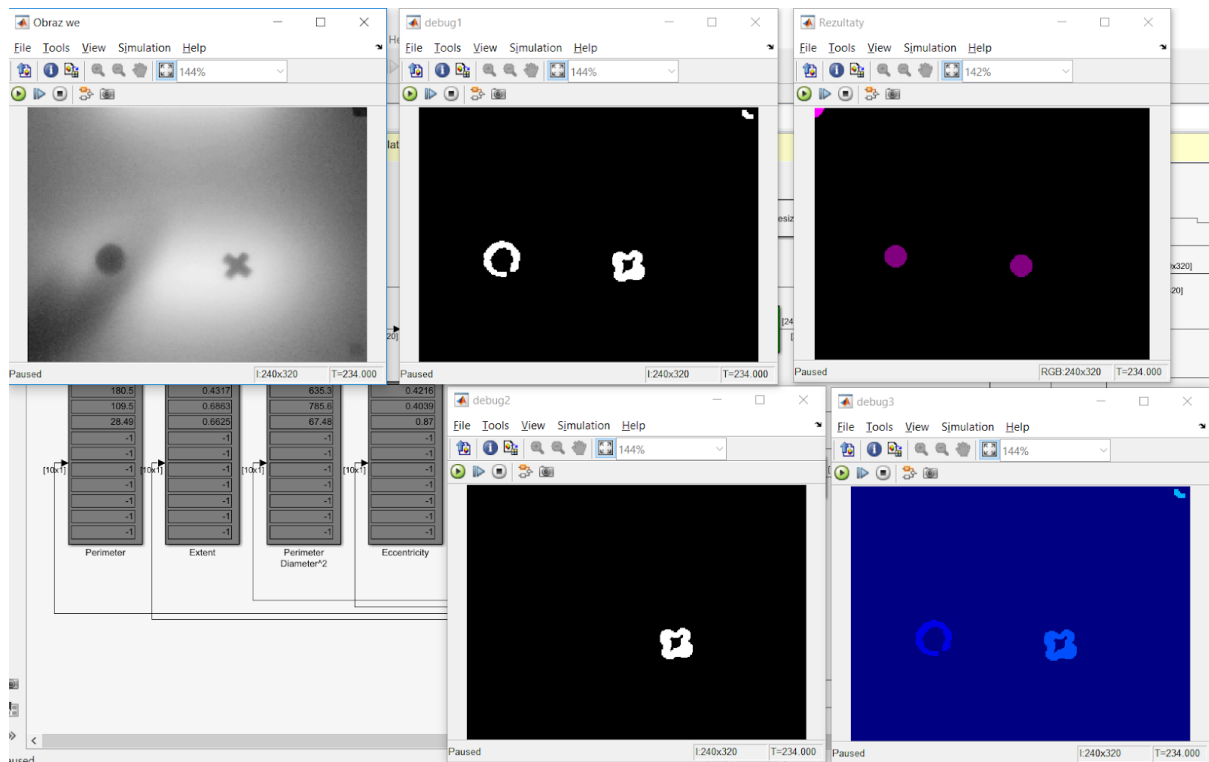 Obraz we
File Tools View Simulation Help
144%
Paused I:240x320 T=234.000
debug1
File Tools View Simulation Help
144%
Paused I:240x320 T=234.000
Rezultaty
File Tools View Simulation Help
142%
Paused RGB:240x320 T=234.000
180.5 0.4317 635.3 0.4216
109.5 0.6863 785.6 0.4039
28.49 0.6625 67.48 0.87
-1 -1 -1 -1
-1 -1 -1 -1
[10x1] -1 [10x1] -1 [10x1] -1 [10x1] -1
-1 -1 -1 -1
-1 -1 -1 -1
-1 -1 -1 -1
-1 -1 -1 -1
Perimeter Extent Perimeter Eccentricity
Diameter^2
debug2
File Tools View Simulation Help
144%
Paused I:240x320 T=234.000
debug3
File Tools View Simulation Help
144%
Paused I:240x320 T=234.000